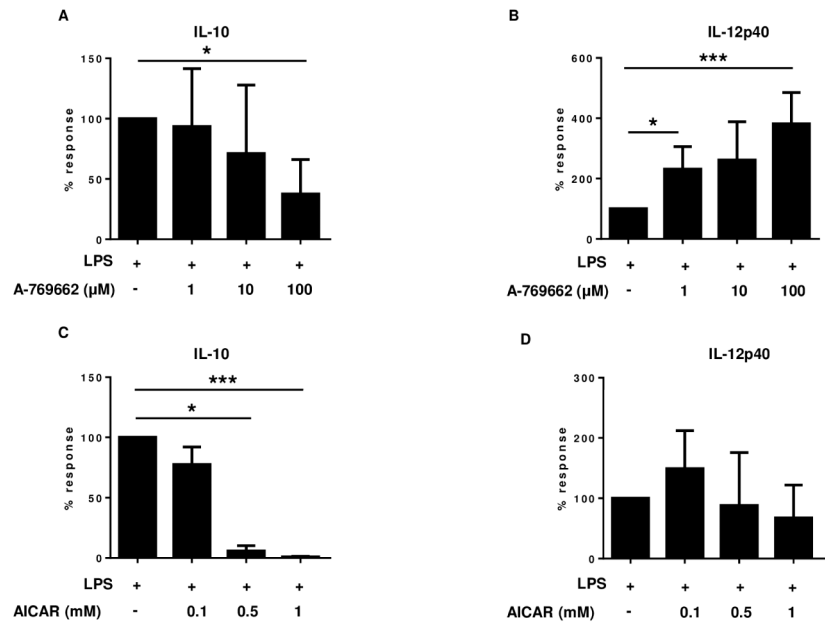 A
IL-10
150
*
100
% response
50
0
LPS + + + +
A-769662 (µM) - 1 10 100
B
IL-12p40
600
***
400
*
% response
200
0
LPS + + + +
A-769662 (µM) - 1 10 100
C
IL-10
150
***
*
100
% response
50
0
LPS + + + +
AICAR (mM) - 0.1 0.5 1
D
IL-12p40
300
200
% response
100
0
LPS + + + +
AICAR (mM) - 0.1 0.5 1